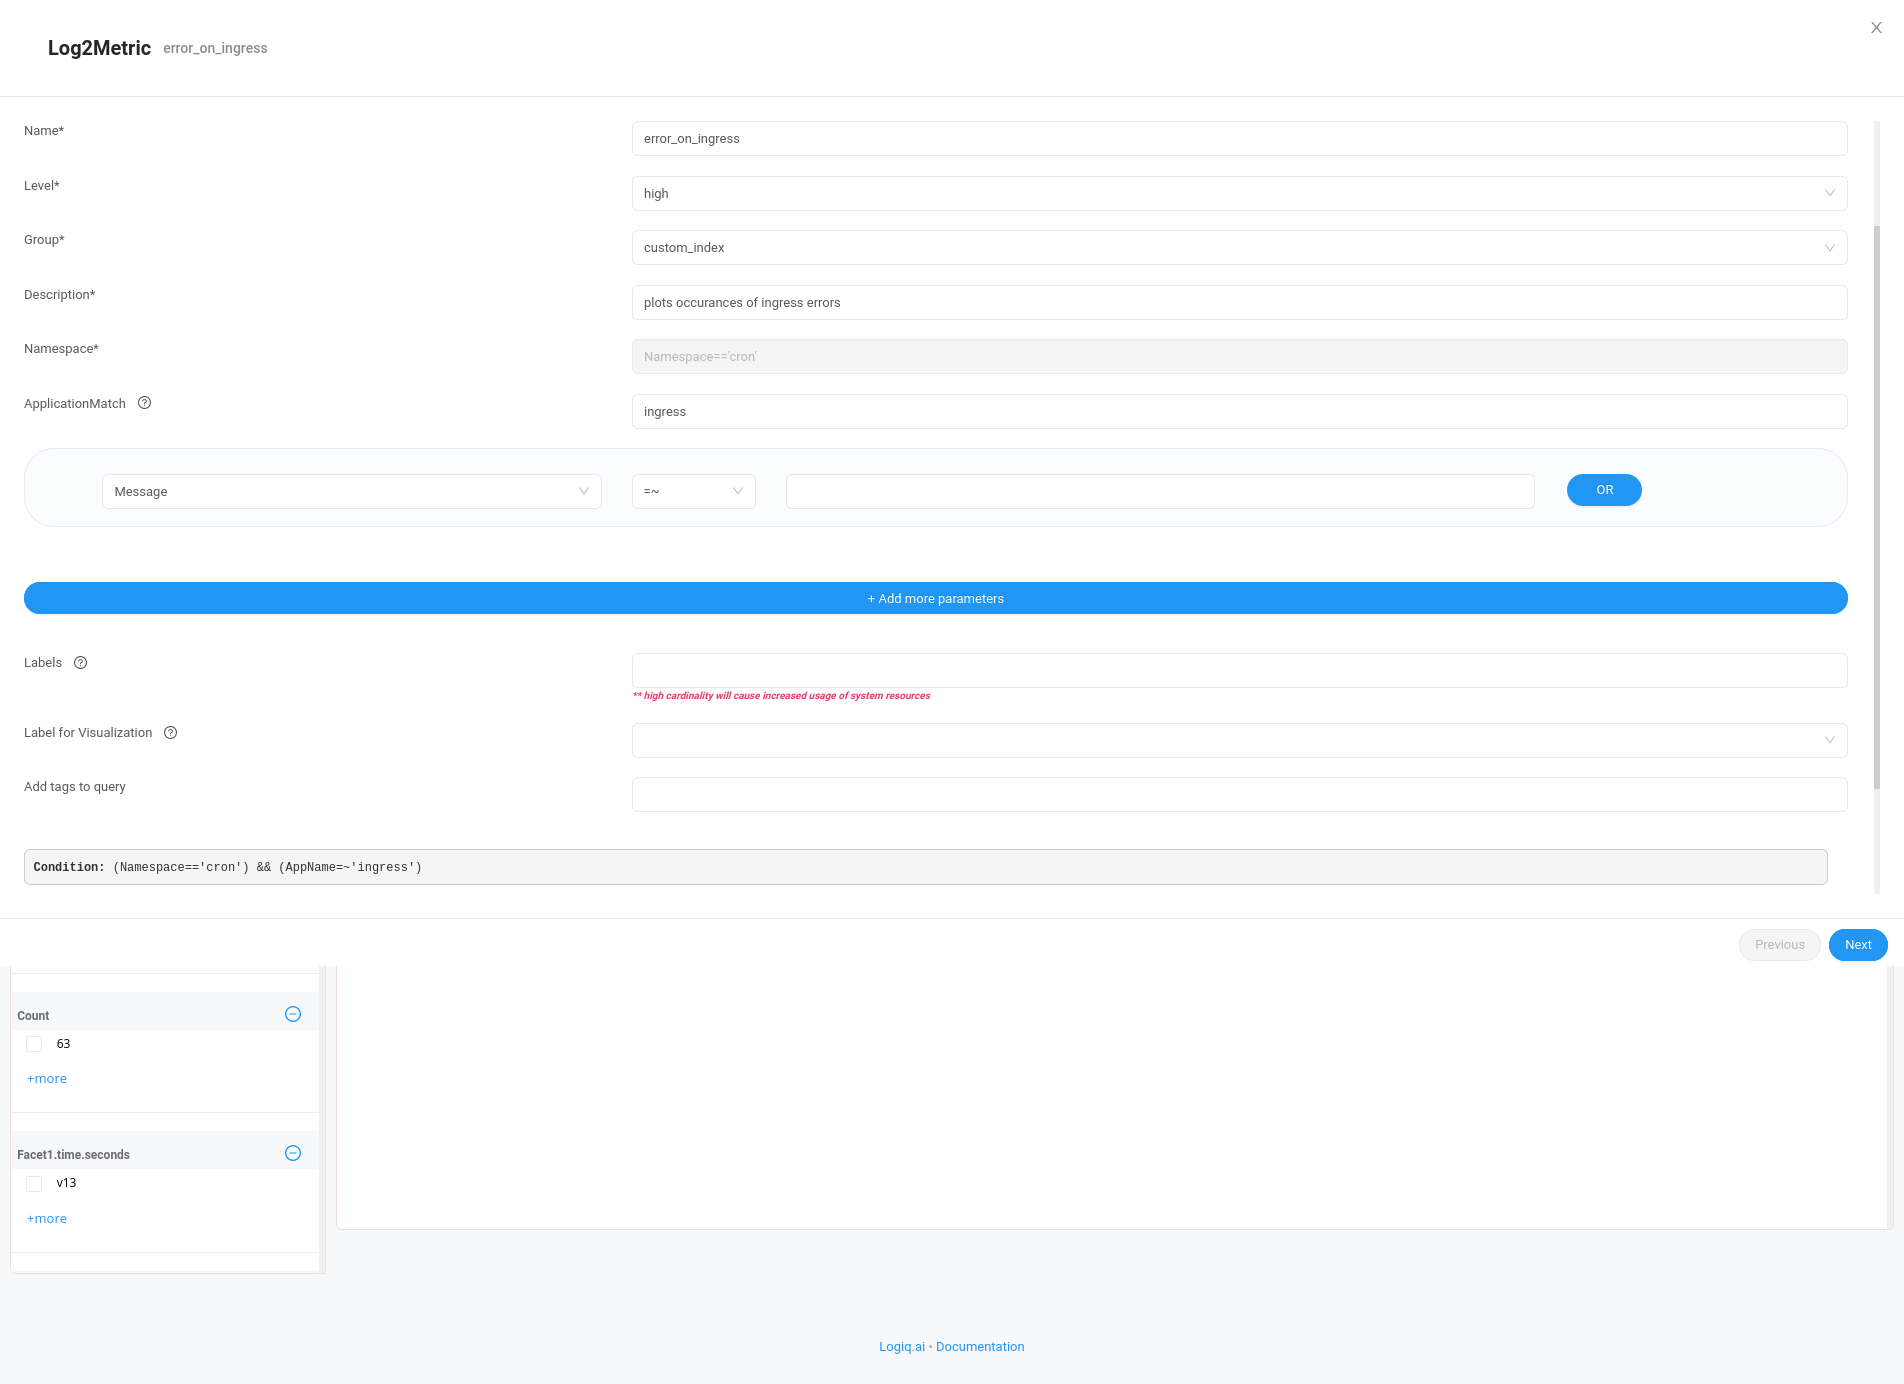 Log2Metric error_on_ingress
Name* error_on_ingress
Level* high
Group* custom_index
Description* plots occurances of ingress errors
Namespace* Namespace=='cron'
ApplicationMatch ingress
Message =~ OR
+ Add more parameters
Labels
** high cardinality will cause increased usage of system resources
Label for Visualization
Add tags to query
Condition: (Namespace=='cron') && (AppName=~'ingress')
Previous Next
Count
63
+more
Facet1.time.seconds
v13
+more
Logiq.ai • Documentation